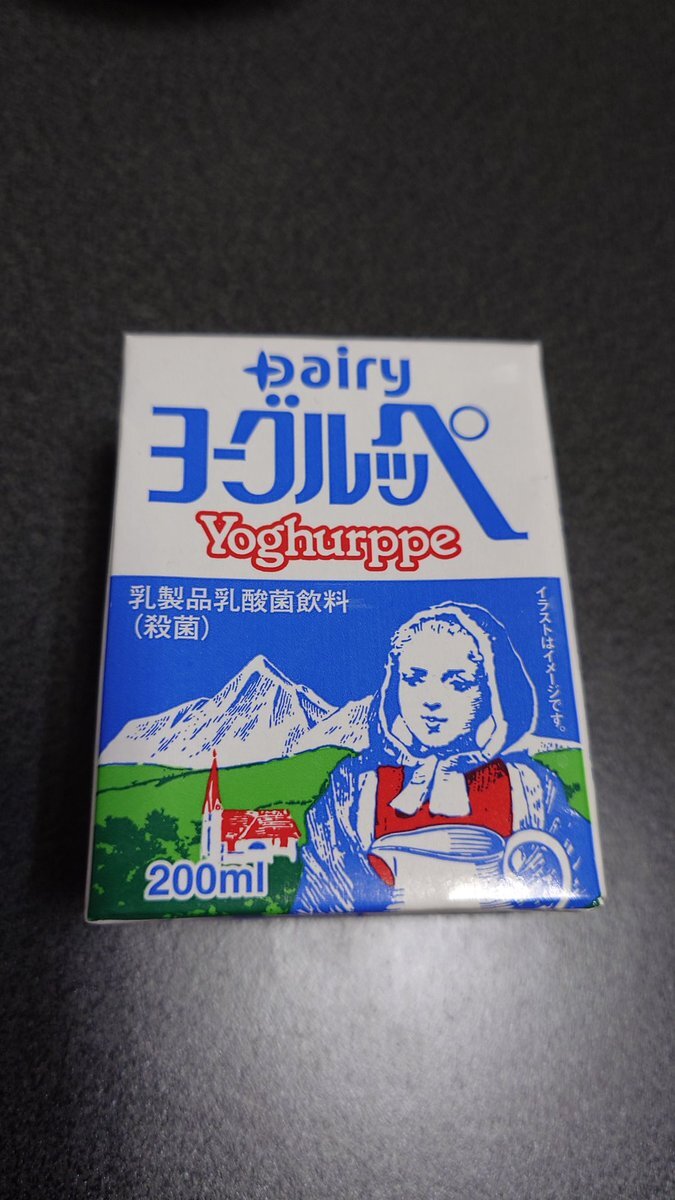 Dairy
ヨーグルッペ
Yoghurppe
乳製品乳酸菌飲料
(殺菌)
イラストはイメージです。
200ml